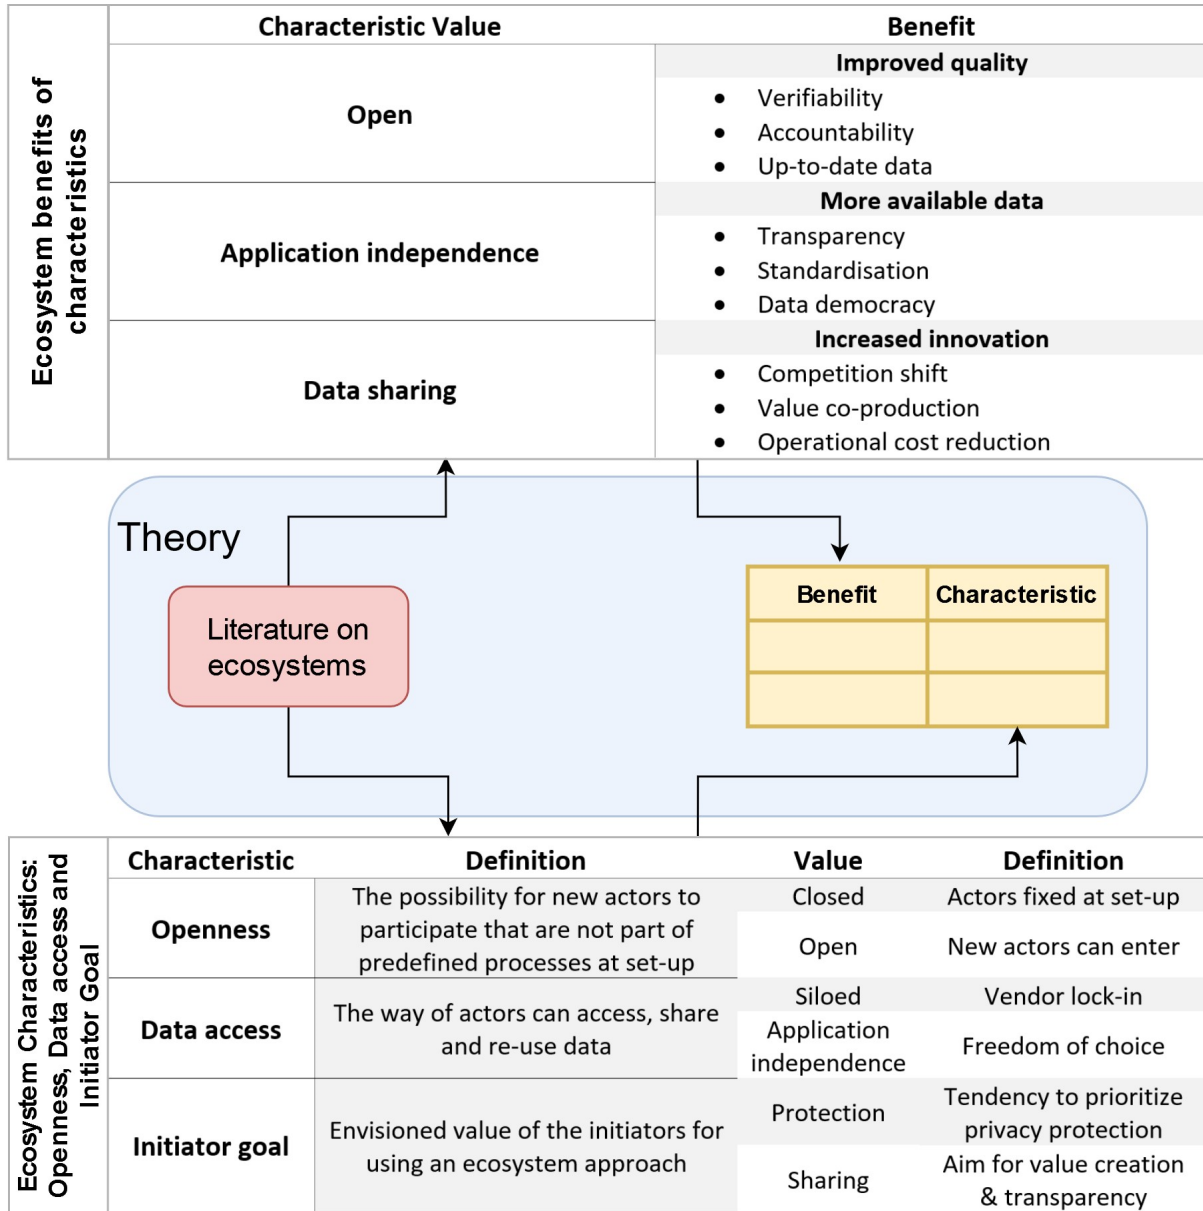 Ecosystem benefits of
characteristics
Characteristic Value
Benefit
Open
Improved quality
• Verifiability
• Accountability
• Up-to-date data
Application independence
More available data
• Transparency
• Standardisation
• Data democracy
Data sharing
Increased innovation
• Competition shift
• Value co-production
• Operational cost reduction
Theory
Literature on
ecosystems
Benefit
Characteristic
Ecosystem Characteristics:
Openness, Data access and
Initiator Goal
Characteristic
Definition
Value
Definition
Openness
The possibility for new actors to
participate that are not part of
predefined processes at set-up
Closed
Actors fixed at set-up
Open
New actors can enter
Data access
The way of actors can access, share
and re-use data
Siloed
Vendor lock-in
Application
independence
Freedom of choice
Initiator goal
Envisioned value of the initiators for
using an ecosystem approach
Protection
Tendency to prioritize
privacy protection
Sharing
Aim for value creation
& transparency